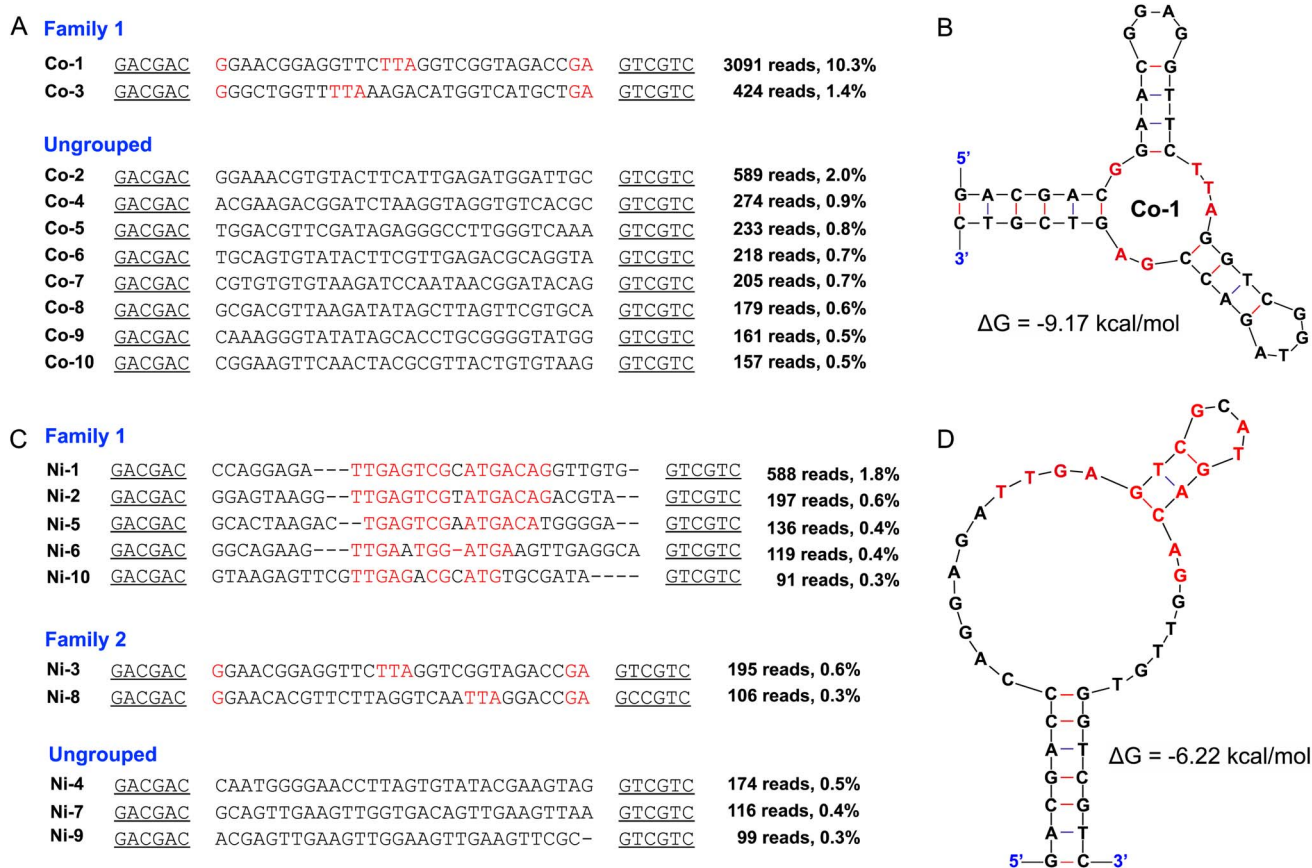 A
Family 1
Co-1 GACGAC GGAACGGAGGTTCTTAGGTCGGTAGACCGA GTCGTC 3091 reads, 10.3%
Co-3 GACGAC GGGCTGGTTTTAAAGACATGGTCATGCTGA GTCGTC 424 reads, 1.4%
Ungrouped
Co-2 GACGAC GGAAACGTGTACTTCATTGAGATGGATTGC GTCGTC 589 reads, 2.0%
Co-4 GACGAC ACGAAGACGGATCTAAGGTAGGTGTCACGC GTCGTC 274 reads, 0.9%
Co-5 GACGAC TGGACGTTCGATAGAGGGCCTTGGGTCAAA GTCGTC 233 reads, 0.8%
Co-6 GACGAC TGCAGTGTATACTTCGTTGAGACGCAGGTA GTCGTC 218 reads, 0.7%
Co-7 GACGAC CGTGTGTGTAAGATCCAATAACGGATACAG GTCGTC 205 reads, 0.7%
Co-8 GACGAC GCGACGTTAAGATATAGCTTAGTTCGTGCA GTCGTC 179 reads, 0.6%
Co-9 GACGAC CAAAGGGTATATAGCACCTGCGGGGTATGG GTCGTC 161 reads, 0.5%
Co-10 GACGAC CGGAAGTTCAACTACGCGTTACTGTGTAAG GTCGTC 157 reads, 0.5%
B
5'
G A C G A C G G A A C G G A G G T T C T T A G G T C G G T A G A C C G A G T C G T C
3'
Co-1
ΔG = -9.17 kcal/mol
C
Family 1
Ni-1 GACGAC CCAGGAGA---TTGAGTCGCATGACAGGTTGTG- GTCGTC 588 reads, 1.8%
Ni-2 GACGAC GGAGTAAGG--TTGAGTCGTATGACAGACGTA-- GTCGTC 197 reads, 0.6%
Ni-5 GACGAC GCACTAAGAC--TGAGTCGAATGACATGGGGA-- GTCGTC 136 reads, 0.4%
Ni-6 GACGAC GGCAGAAG---TTGAATGG-ATGAAGTTGAGGCA GTCGTC 119 reads, 0.4%
Ni-10 GACGAC GTAAGAGTTCGTTGAGACGCATGTGCGATA---- GTCGTC 91 reads, 0.3%
Family 2
Ni-3 GACGAC GGAACGGAGGTTCTTAGGTCGGTAGACCGA GTCGTC 195 reads, 0.6%
Ni-8 GACGAC GGAACACGTTCTTAGGTCAATTAGGACCGA GCCGTC 106 reads, 0.3%
Ungrouped
Ni-4 GACGAC CAATGGGGAACCTTAGTGTATACGAAGTAG GTCGTC 174 reads, 0.5%
Ni-7 GACGAC GCAGTTGAAGTTGGTGACAGTTGAAGTTAA GTCGTC 116 reads, 0.4%
Ni-9 GACGAC ACGAGTTGAAGTTGGAAGTTGAAGTTCGC- GTCGTC 99 reads, 0.3%
D
5'
G A C G A C C C A G G A G A T T G A G T C G C A T G A C A G G T T G T G G T C G T C
3'
ΔG = -6.22 kcal/mol